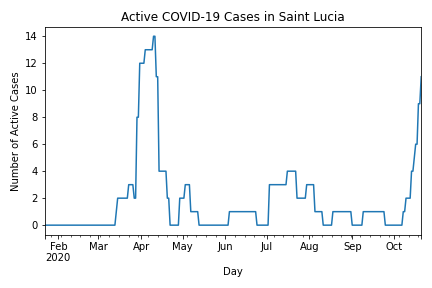 Active COVID-19 Cases in Saint Lucia
Number of Active Cases
14
12
10
8
6
4
2
0
Feb Mar Apr May Jun Jul Aug Sep Oct
2020
Day